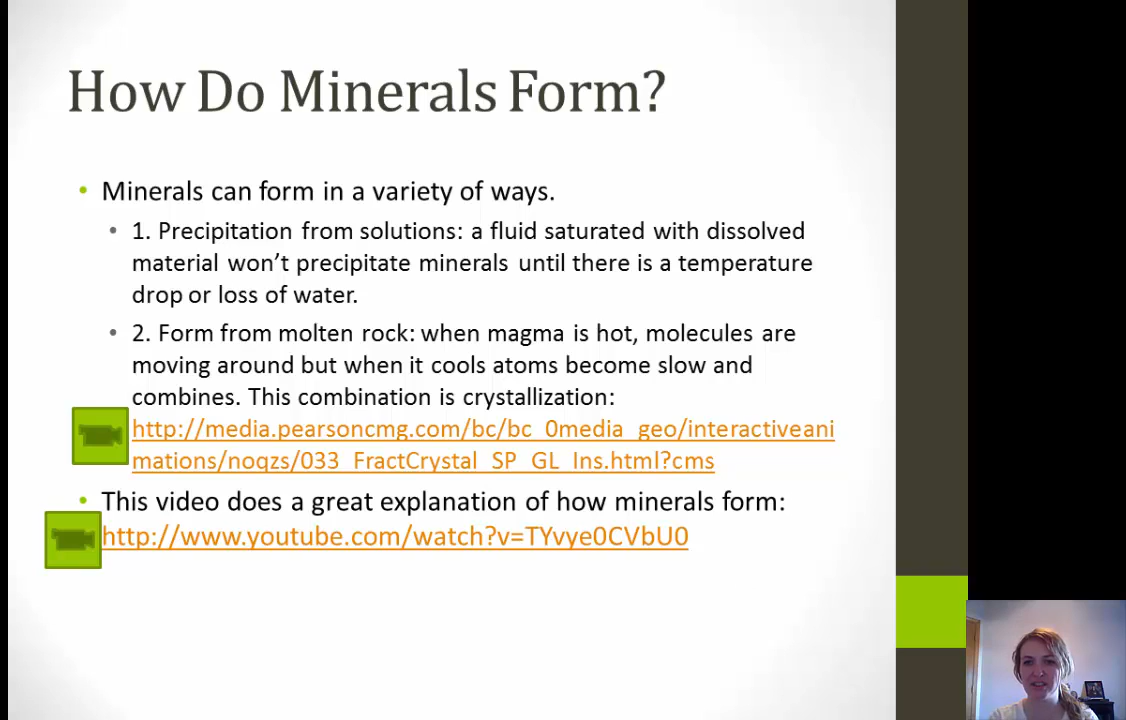 How Do Minerals Form?
• Minerals can form in a variety of ways.
• 1. Precipitation from solutions: a fluid saturated with dissolved
material won’t precipitate minerals until there is a temperature
drop or loss of water.
• 2. Form from molten rock: when magma is hot, molecules are
moving around but when it cools atoms become slow and
combines. This combination is crystallization:
http://media.pearsoncmg.com/bc/bc_0media_geo/interactiveani
mations/noqzs/033_FractCrystal_SP_GL_Ins.html?cms
• This video does a great explanation of how minerals form:
http://www.youtube.com/watch?v=TYvye0CVbU0